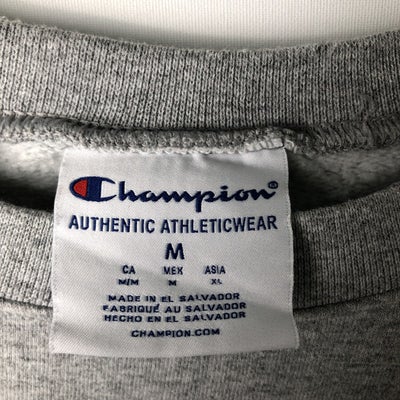 Champion
AUTHENTIC ATHLETICWEAR
M
CA MEX ASIA
M/M M XL
MADE IN EL SALVADOR
FABRIQUÉ AU SALVADOR
HECHO EN EL SALVADOR
CHAMPION.COM